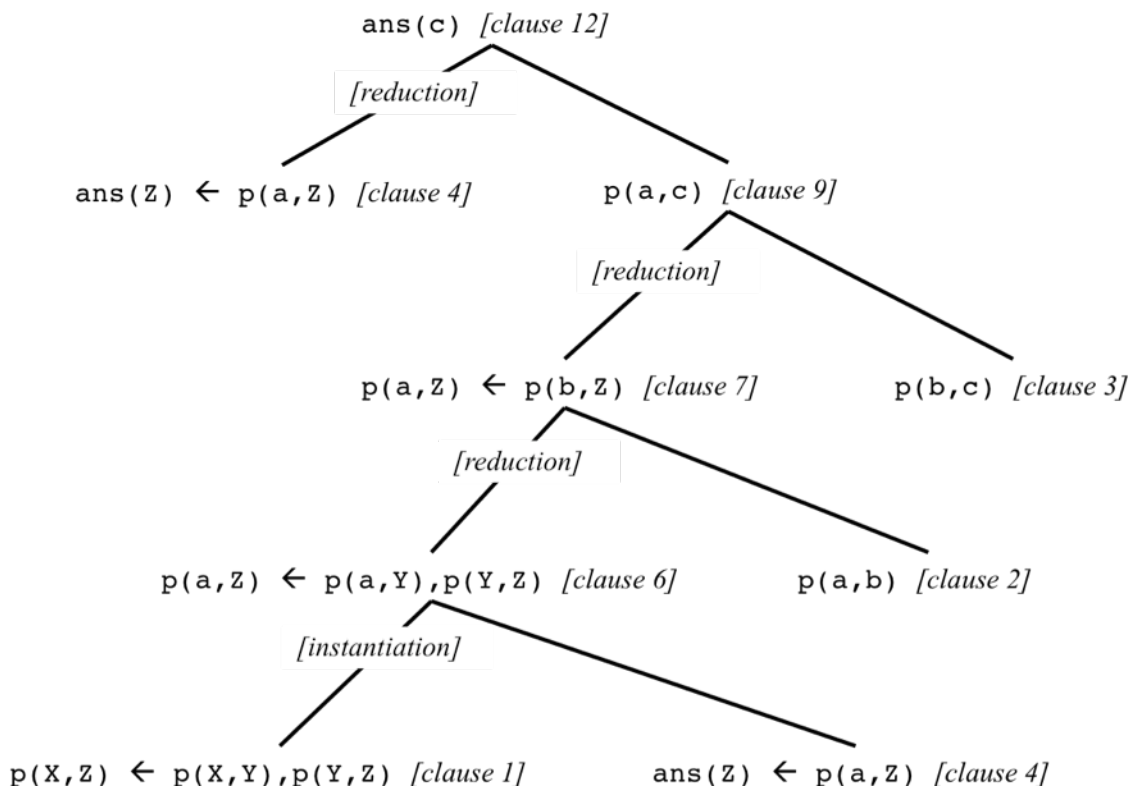 ans(c) [clause 12]
[reduction]
ans(Z) ← p(a,Z) [clause 4]
p(a,c) [clause 9]
[reduction]
p(a,Z) ← p(b,Z) [clause 7]
p(b,c) [clause 3]
[reduction]
p(a,Z) ← p(a,Y),p(Y,Z) [clause 6]
p(a,b) [clause 2]
[instantiation]
p(X,Z) ← p(X,Y),p(Y,Z) [clause 1]
ans(Z) ← p(a,Z) [clause 4]